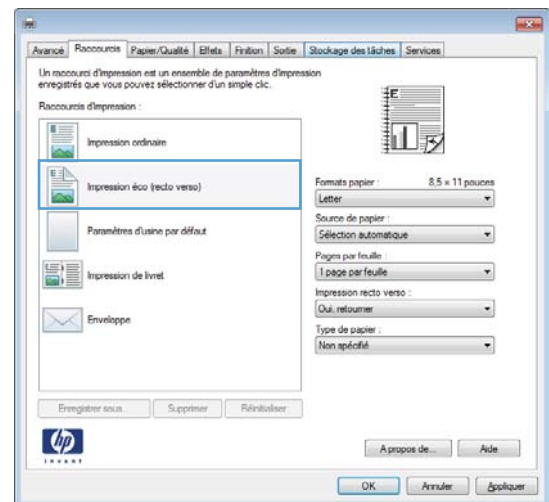 Avancé Raccourcis Papier/Qualité Effets Finition Sortie Stockage des tâches Services
Un raccourci d'impression est un ensemble de paramètres d'impression
enregistrés que vous pouvez sélectionner d'un simple clic.
Raccourcis d'impression :
Impression ordinaire
Impression éco (recto verso)
Paramètres d'usine par défaut
Impression de livret
Enveloppe
E
Formats papier : 8,5 × 11 pouces
Letter
Source de papier :
Sélection automatique
Pages par feuille :
1 page par feuille
Impression recto verso :
Oui, retourner
Type de papier :
Non spécifié
Enregistrer sous... Supprimer Réinitialiser
hp
invent
A propos de... Aide
OK Annuler Appliquer